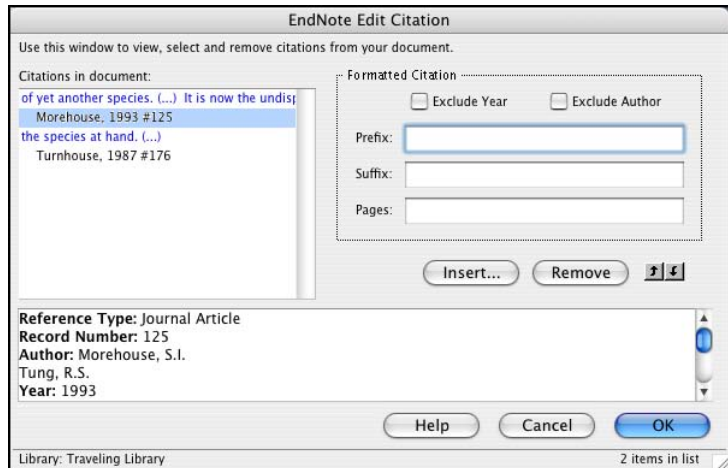 EndNote Edit Citation
Use this window to view, select and remove citations from your document.
Citations in document:
of yet another species. (...)  It is now the undisp
Morehouse, 1993 #125
the species at hand. (...)
Turnhouse, 1987 #176
Formatted Citation
Exclude Year
Exclude Author
Prefix:
Suffix:
Pages:
Insert...
Remove
Reference Type: Journal Article
Record Number: 125
Author: Morehouse, S.I.
Tung, R.S.
Year: 1993
Help
Cancel
OK
Library: Traveling Library
2 items in list